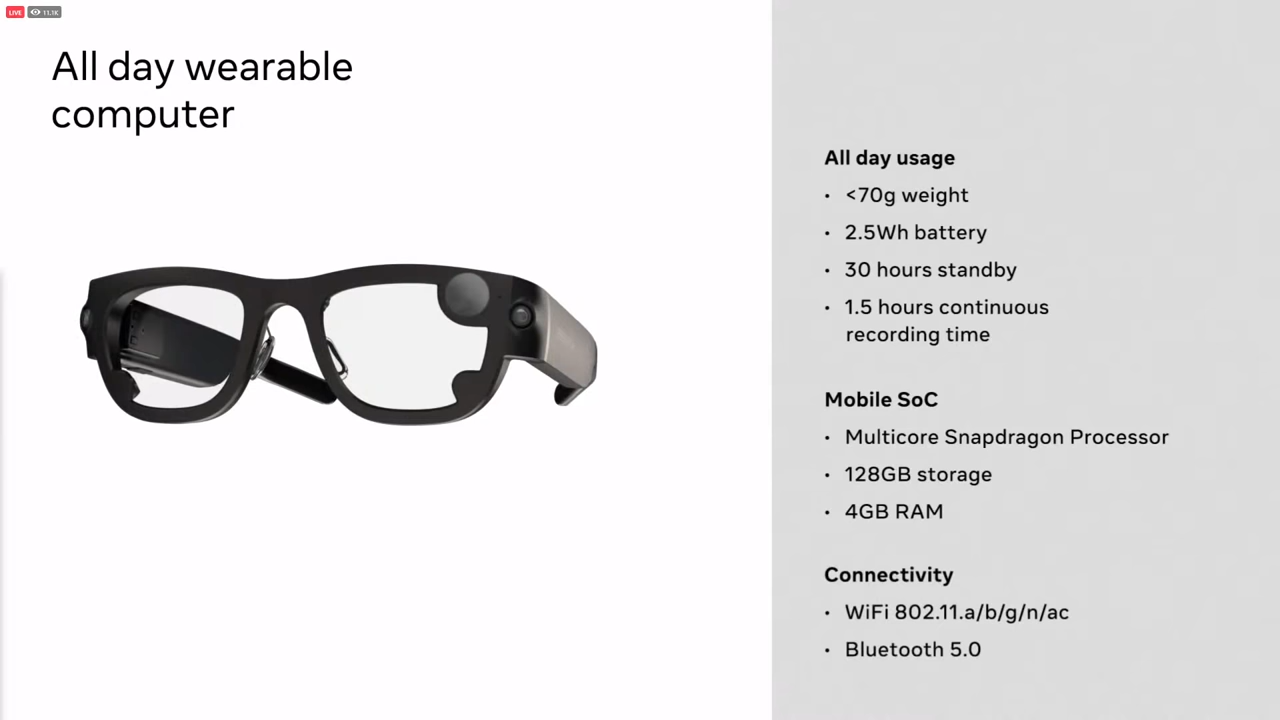 LIVE 11.1K
All day wearable
computer
All day usage
• <70g weight
• 2.5Wh battery
• 30 hours standby
• 1.5 hours continuous
recording time
Mobile SoC
• Multicore Snapdragon Processor
• 128GB storage
• 4GB RAM
Connectivity
• WiFi 802.11.a/b/g/n/ac
• Bluetooth 5.0